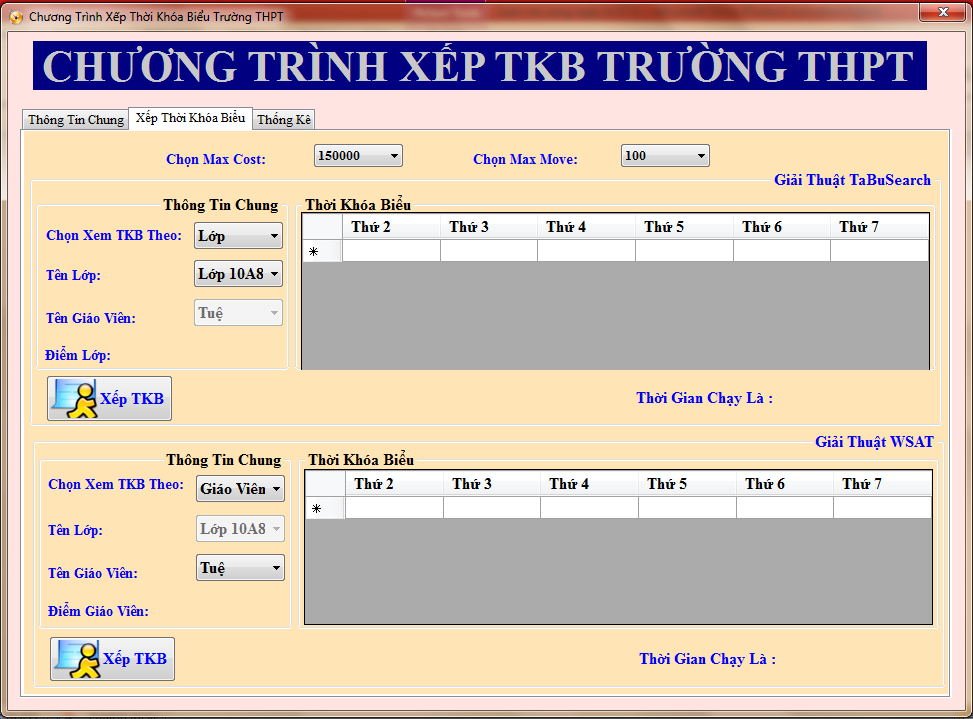 Chương Trình Xếp Thời Khóa Biểu Trường THPT
CHƯƠNG TRÌNH XẾP TKB TRƯỜNG THPT
Thông Tin Chung Xếp Thời Khóa Biểu Thống Kê
Chọn Max Cost: 150000 Chọn Max Move: 100
Giải Thuật TaBuSearch
Thông Tin Chung Thời Khóa Biểu
Thứ 2 Thứ 3 Thứ 4 Thứ 5 Thứ 6 Thứ 7
Chọn Xem TKB Theo: Lớp
Tên Lớp: Lớp 10A8
Tên Giáo Viên: Tuệ
Điểm Lớp:
Xếp TKB Thời Gian Chạy Là :
Giải Thuật WSAT
Thông Tin Chung Thời Khóa Biểu
Thứ 2 Thứ 3 Thứ 4 Thứ 5 Thứ 6 Thứ 7
Chọn Xem TKB Theo: Giáo Viên
Tên Lớp: Lớp 10A8
Tên Giáo Viên: Tuệ
Điểm Giáo Viên:
Xếp TKB Thời Gian Chạy Là :